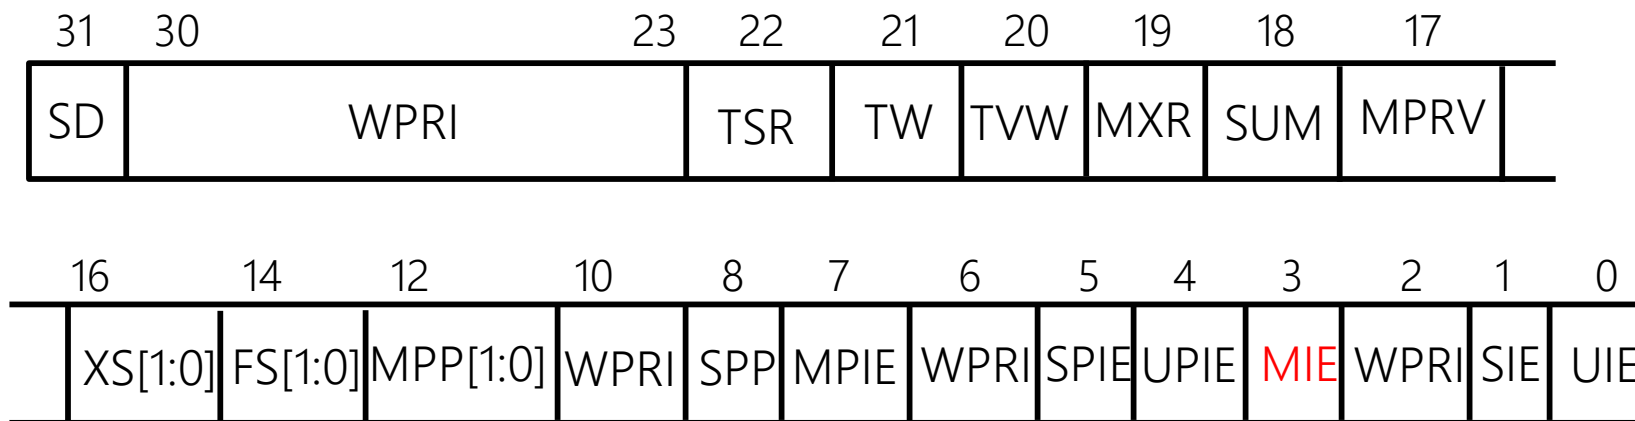 31 30 23 22 21 20 19 18 17
SD WPRI TSR TW TVW MXR SUM MPRV
16 14 12 10 8 7 6 5 4 3 2 1 0
XS[1:0] FS[1:0] MPP[1:0] WPRI SPP MPIE WPRI SPIE UPIE MIE WPRI SIE UIE